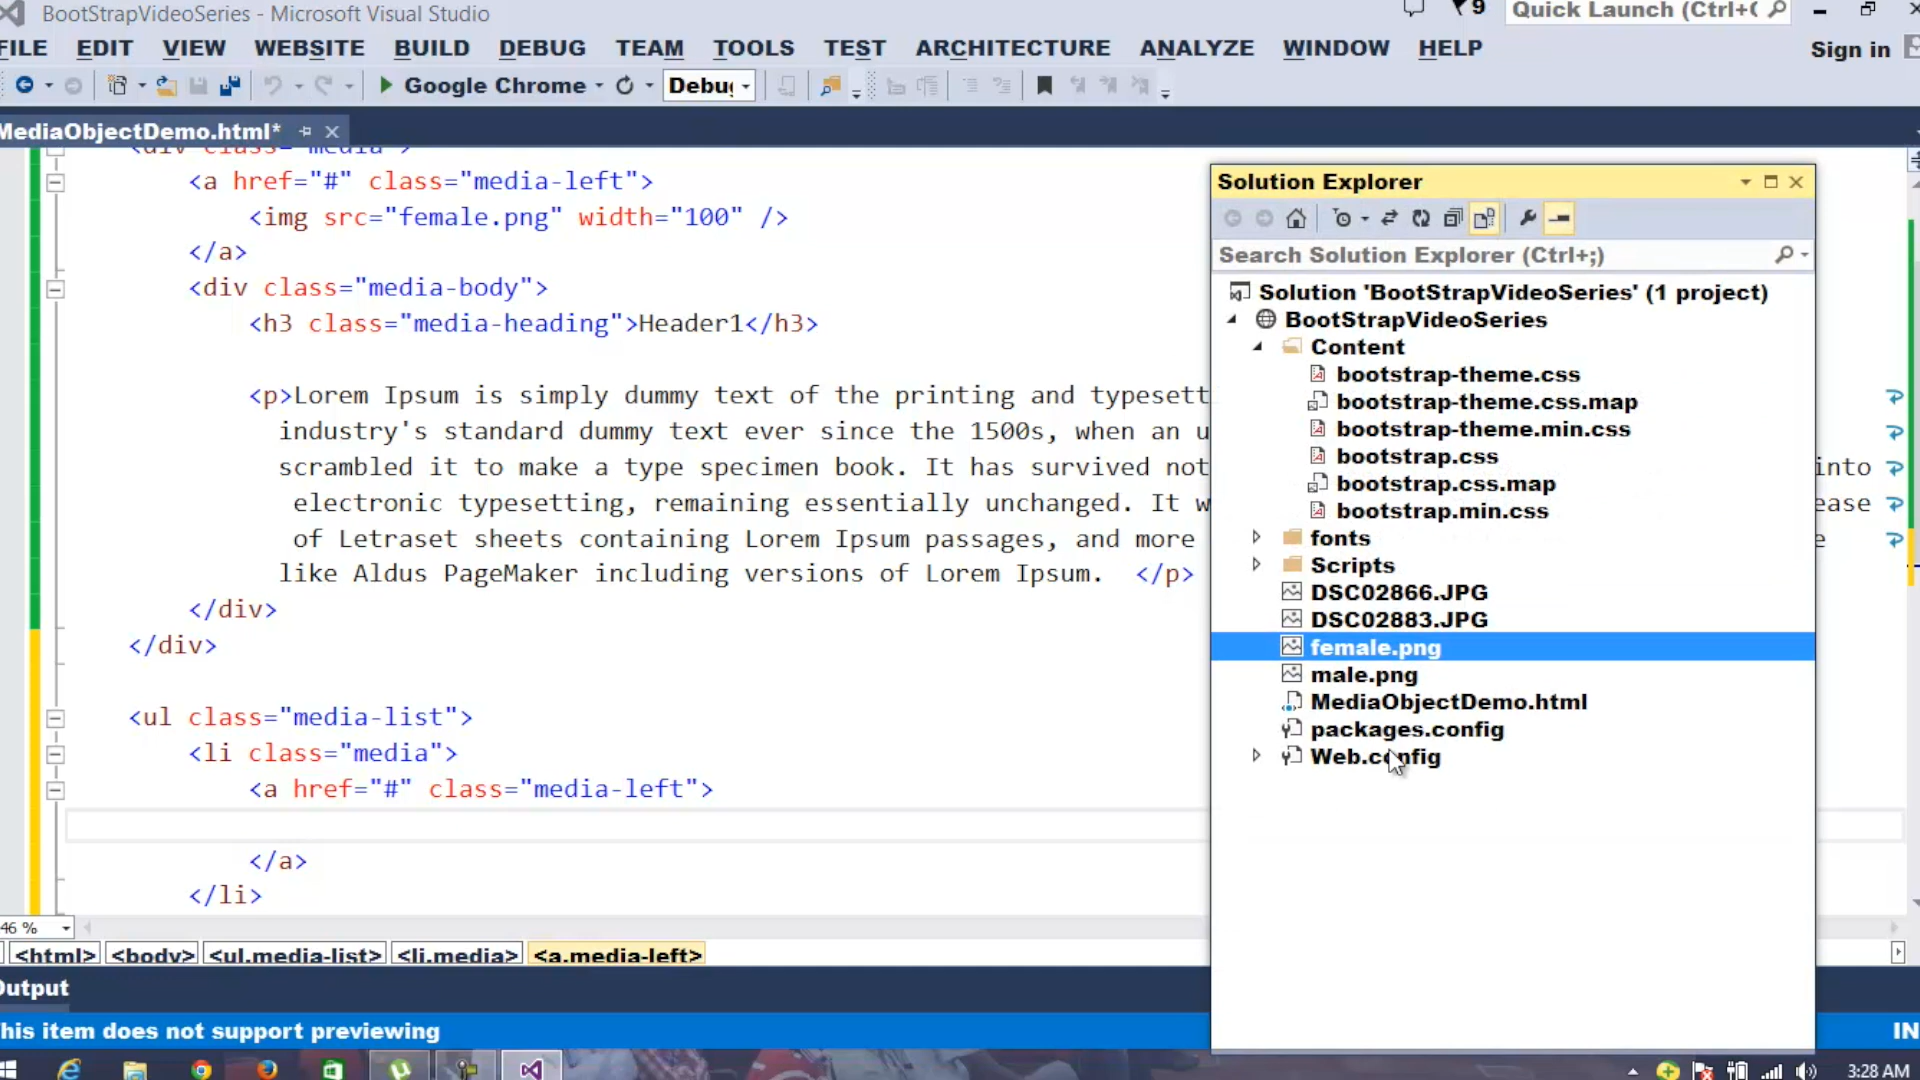 BootStrapVideoSeries - Microsoft Visual Studio
9
Quick Launch (Ctrl+
FILE EDIT VIEW WEBSITE BUILD DEBUG TEAM TOOLS TEST ARCHITECTURE ANALYZE WINDOW HELP
Sign in
Google Chrome
Debu
MediaObjectDemo.html*
<div class="media">
<a href="#" class="media-left">
<img src="female.png" width="100" />
</a>
<div class="media-body">
<h3 class="media-heading">Header1</h3>
<p>Lorem Ipsum is simply dummy text of the printing and typesett
industry's standard dummy text ever since the 1500s, when an u
scrambled it to make a type specimen book. It has survived not
into
electronic typesetting, remaining essentially unchanged. It w
ease
of Letraset sheets containing Lorem Ipsum passages, and more
e
like Aldus PageMaker including versions of Lorem Ipsum. </p>
</div>
</div>
<ul class="media-list">
<li class="media">
<a href="#" class="media-left">
</a>
</li>
46 %
<html> <body> <ul.media-list> <li.media> <a.media-left>
Output
This item does not support previewing
IN
Solution Explorer
Search Solution Explorer (Ctrl+;)
Solution 'BootStrapVideoSeries' (1 project)
BootStrapVideoSeries
Content
bootstrap-theme.css
bootstrap-theme.css.map
bootstrap-theme.min.css
bootstrap.css
bootstrap.css.map
bootstrap.min.css
fonts
Scripts
DSC02866.JPG
DSC02883.JPG
female.png
male.png
MediaObjectDemo.html
packages.config
Web.config
3:28 AM